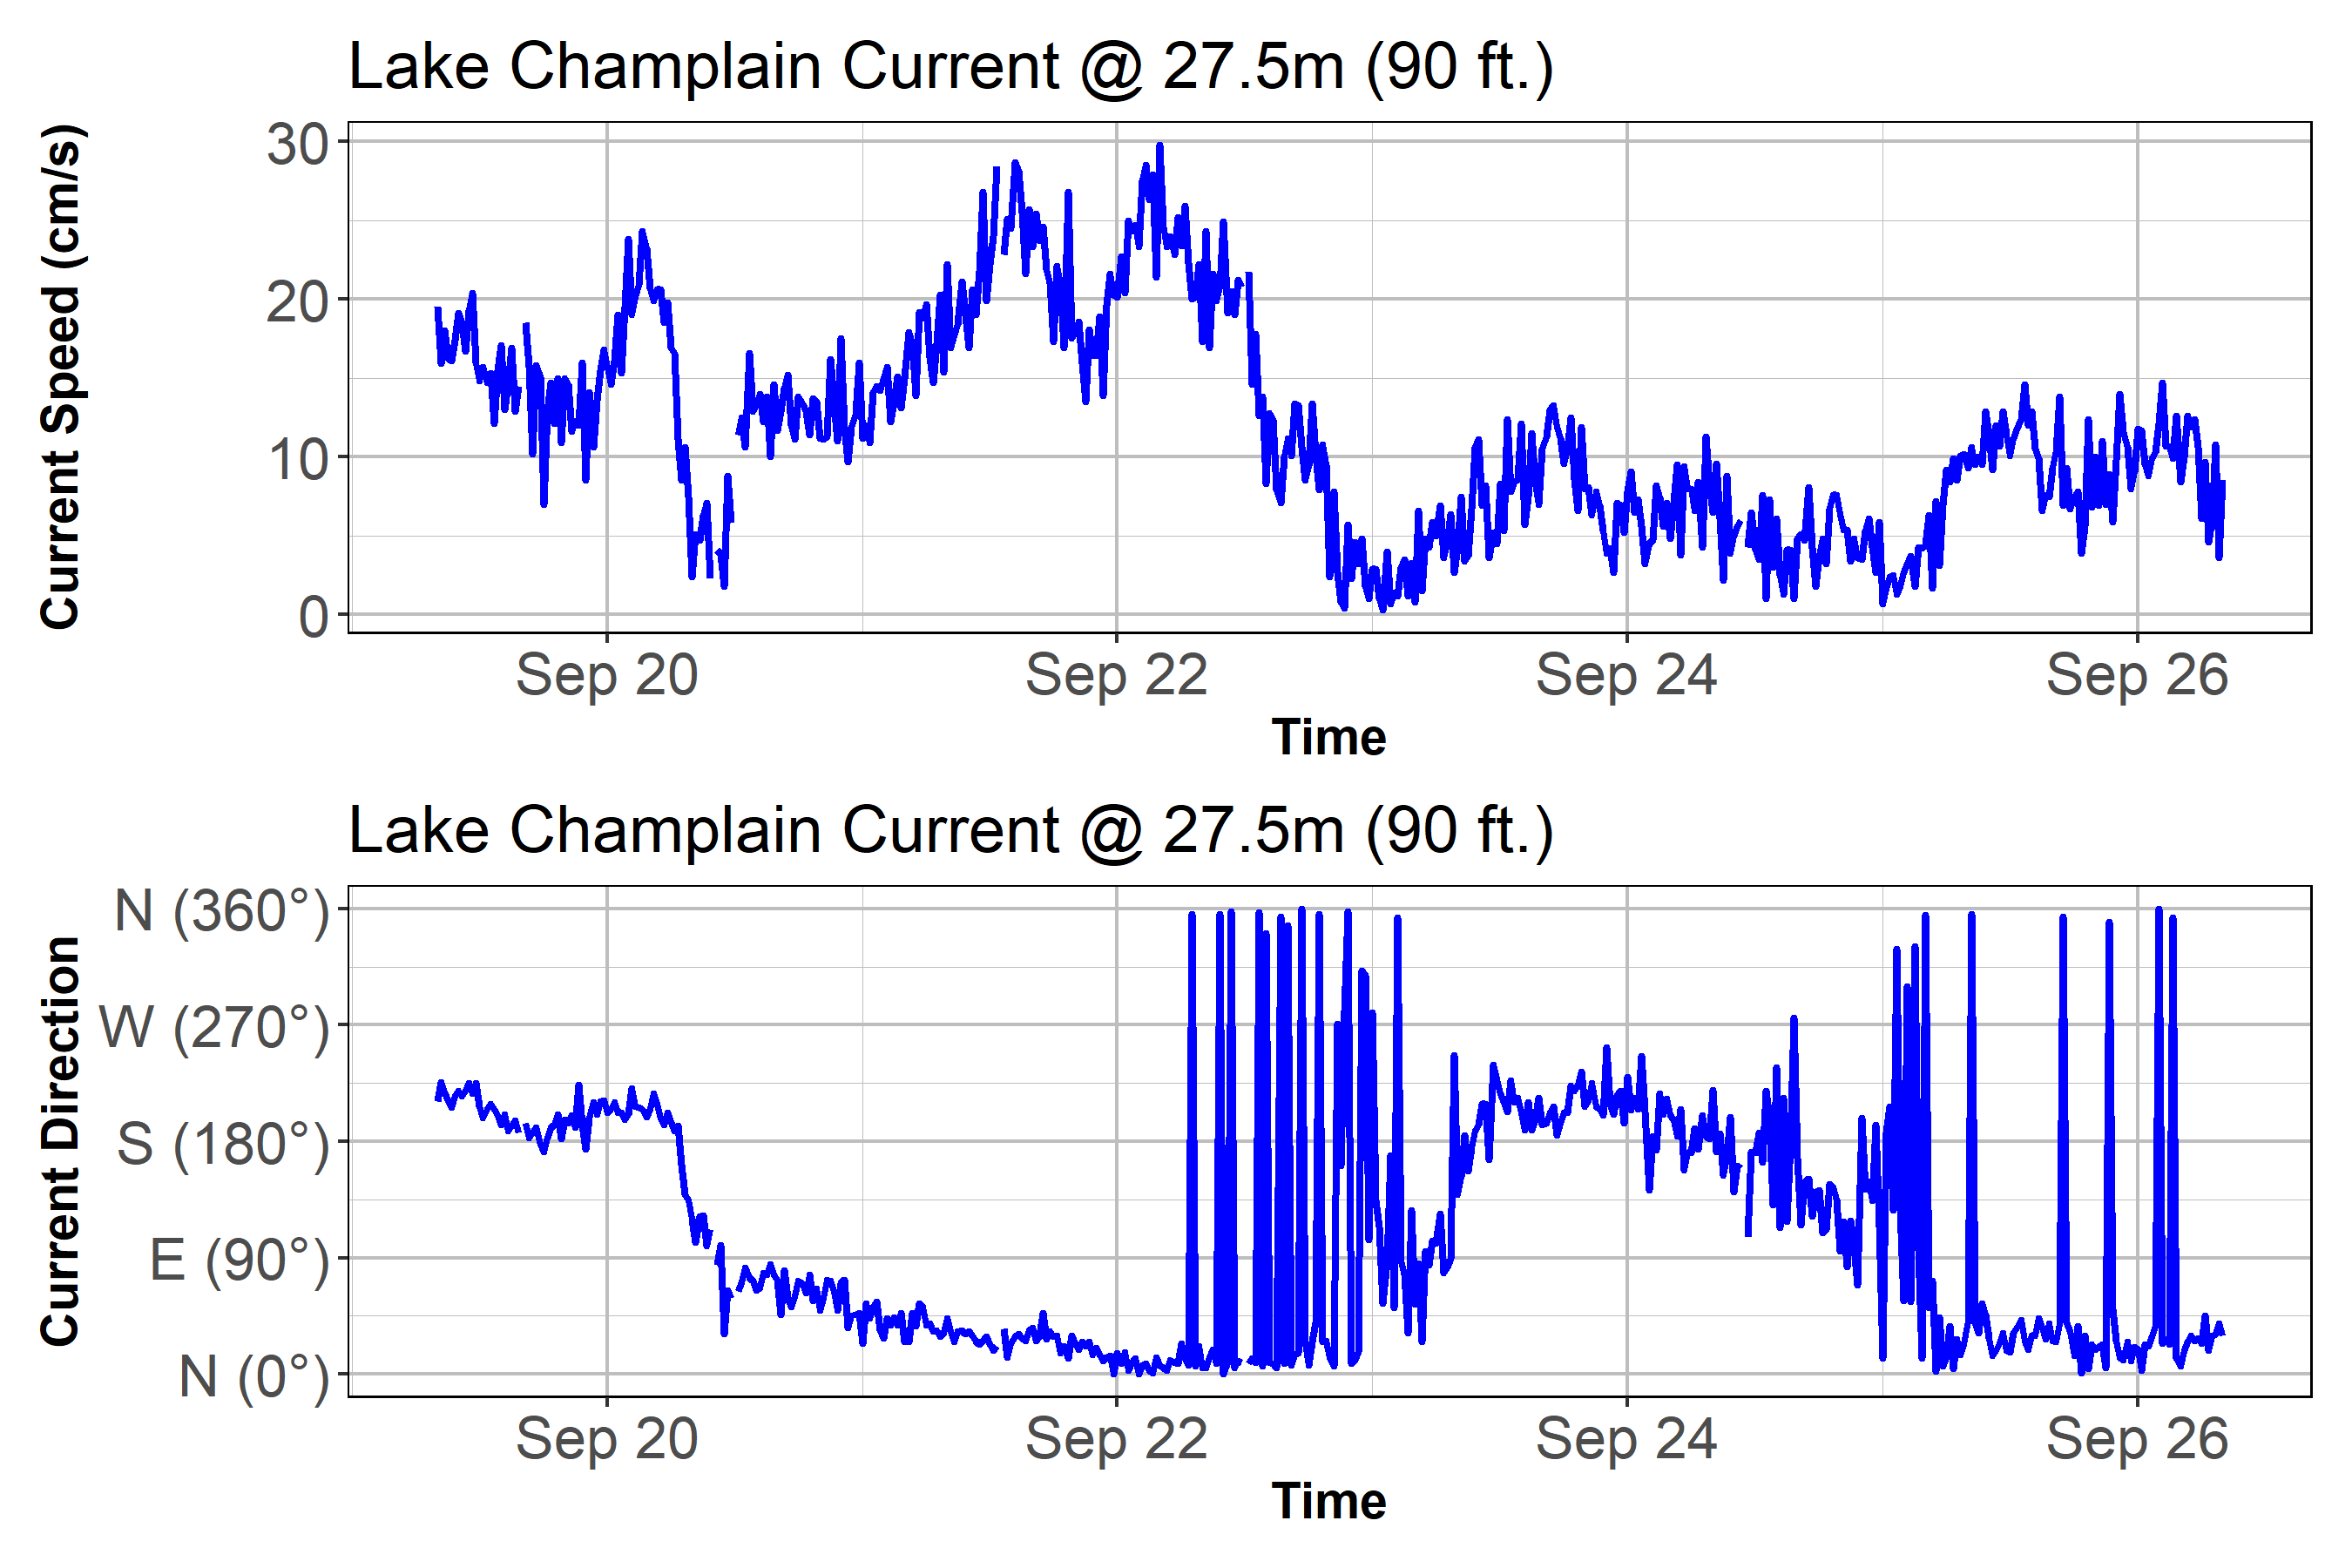 Lake Champlain Current @ 27.5m (90 ft.)
Current Speed (cm/s)
30
20
10
0
Sep 20 Sep 22 Sep 24 Sep 26
Time
Lake Champlain Current @ 27.5m (90 ft.)
Current Direction
N (360°)
W (270°)
S (180°)
E (90°)
N (0°)
Sep 20 Sep 22 Sep 24 Sep 26
Time